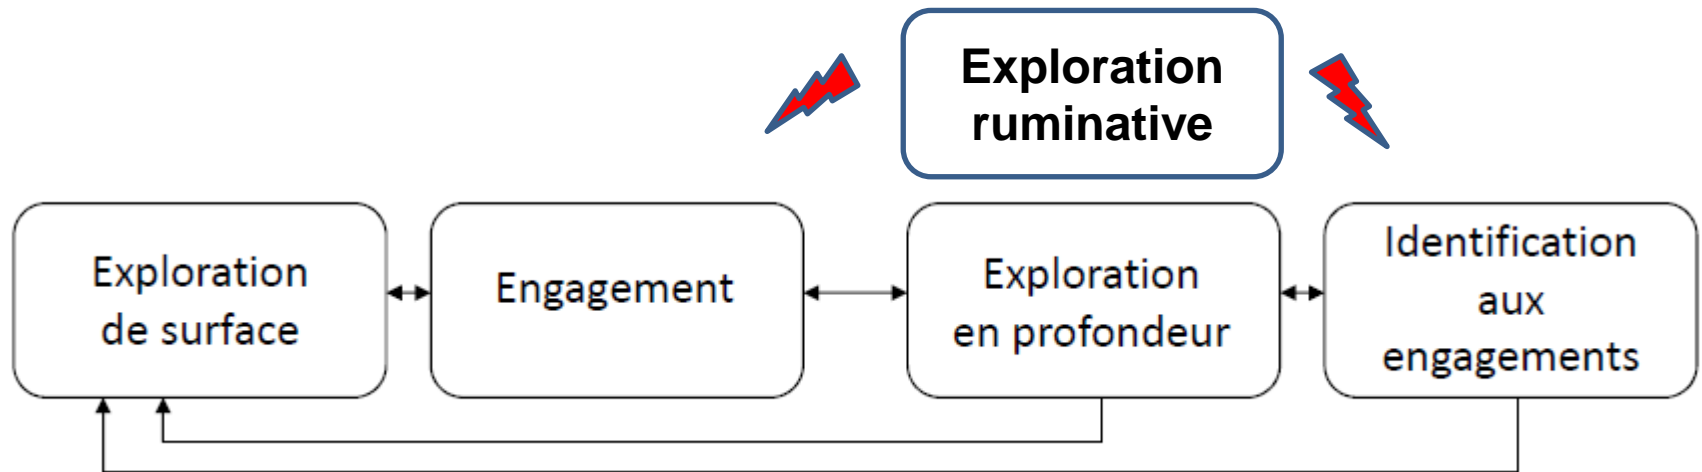 Exploration
ruminative
Exploration
de surface
Engagement
Exploration
en profondeur
Identification
aux
engagements